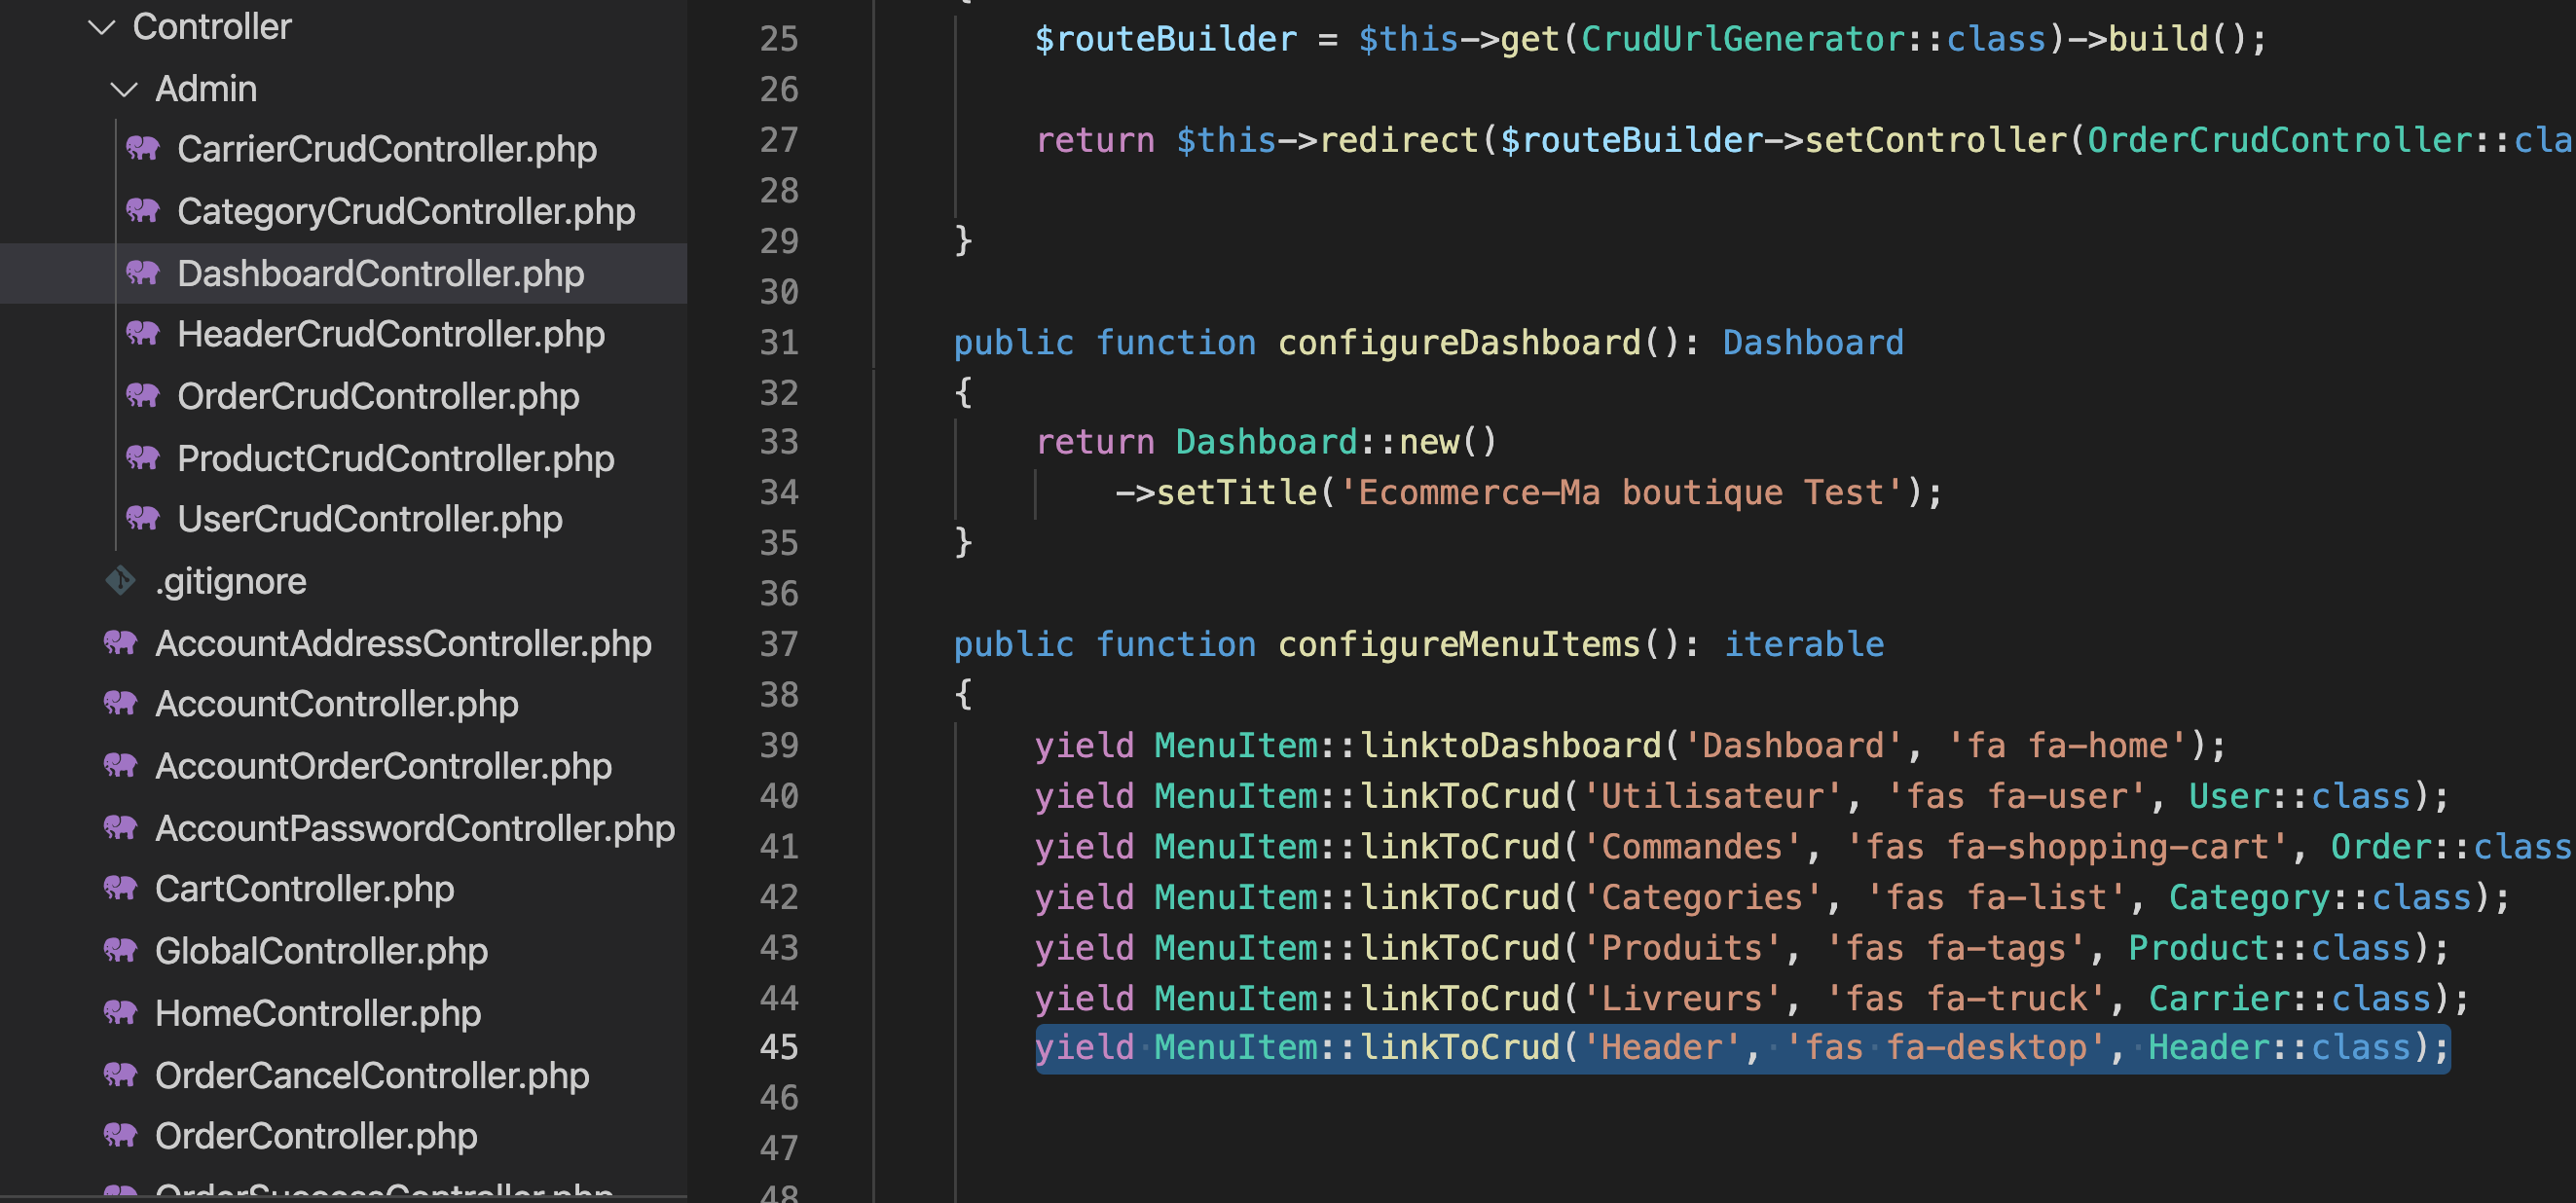 Controller
Admin
CarrierCrudController.php
CategoryCrudController.php
DashboardController.php
HeaderCrudController.php
OrderCrudController.php
ProductCrudController.php
UserCrudController.php
.gitignore
AccountAddressController.php
AccountController.php
AccountOrderController.php
AccountPasswordController.php
CartController.php
GlobalController.php
HomeController.php
OrderCancelController.php
OrderController.php
OrderSuccessController.php
25 $routeBuilder = $this->get(CrudUrlGenerator::class)->build();
26
27 return $this->redirect($routeBuilder->setController(OrderCrudController::cla
28
29 }
30
31 public function configureDashboard(): Dashboard
32 {
33 return Dashboard::new()
34 ->setTitle('Ecommerce-Ma boutique Test');
35 }
36
37 public function configureMenuItems(): iterable
38 {
39 yield MenuItem::linktoDashboard('Dashboard', 'fa fa-home');
40 yield MenuItem::linkToCrud('Utilisateur', 'fas fa-user', User::class);
41 yield MenuItem::linkToCrud('Commandes', 'fas fa-shopping-cart', Order::class
42 yield MenuItem::linkToCrud('Categories', 'fas fa-list', Category::class);
43 yield MenuItem::linkToCrud('Produits', 'fas fa-tags', Product::class);
44 yield MenuItem::linkToCrud('Livreurs', 'fas fa-truck', Carrier::class);
45 yield MenuItem::linkToCrud('Header', 'fas fa-desktop', Header::class);
46
47
48